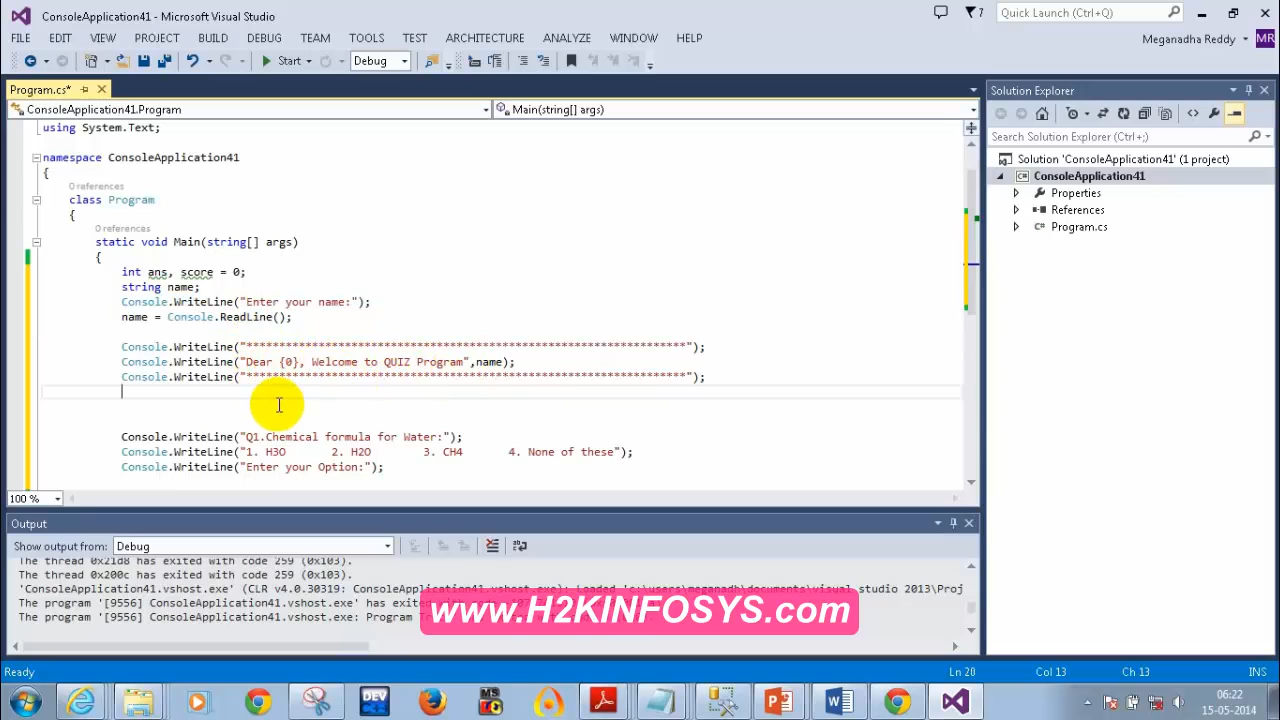 ConsoleApplication41 - Microsoft Visual Studio
7
Quick Launch (Ctrl+Q)
FILE EDIT VIEW PROJECT BUILD DEBUG TEAM TOOLS TEST ARCHITECTURE ANALYZE WINDOW HELP
Meganadha Reddy MR
Start Debug
Program.cs*
ConsoleApplication41.Program
Main(string[] args)
using System.Text;
namespace ConsoleApplication41
{
0 references
class Program
{
0 references
static void Main(string[] args)
{
int ans, score = 0;
string name;
Console.WriteLine("Enter your name:");
name = Console.ReadLine();
Console.WriteLine("Dear {0}, Welcome to QUIZ Program",name);
Console.WriteLine("Q1.Chemical formula for Water:");
Console.WriteLine("1. H3O 2. H2O 3. CH4 4. None of these");
Console.WriteLine("Enter your Option:");
100 %
Solution Explorer
Search Solution Explorer (Ctrl+;)
Solution 'ConsoleApplication41' (1 project)
C# ConsoleApplication41
Properties
References
C# Program.cs
Output
Show output from: Debug
The thread 0x21d8 has exited with code 259 (0x103).
The thread 0x200c has exited with code 259 (0x103).
'ConsoleApplication41.vshost.exe' (CLR v4.0.30319: ConsoleApplication41.vshost.exe): Loaded 'c:\users\meganadh\documents\visual studio 2013\Proj
The program '[9556] ConsoleApplication41.vshost.exe' has exited with code
The program '[9556] ConsoleApplication41.vshost.exe: Program
www.H2KINFOSYS.com
Ready
Ln 20 Col 13 Ch 13 INS
DEV
MS
06:22
15-05-2014